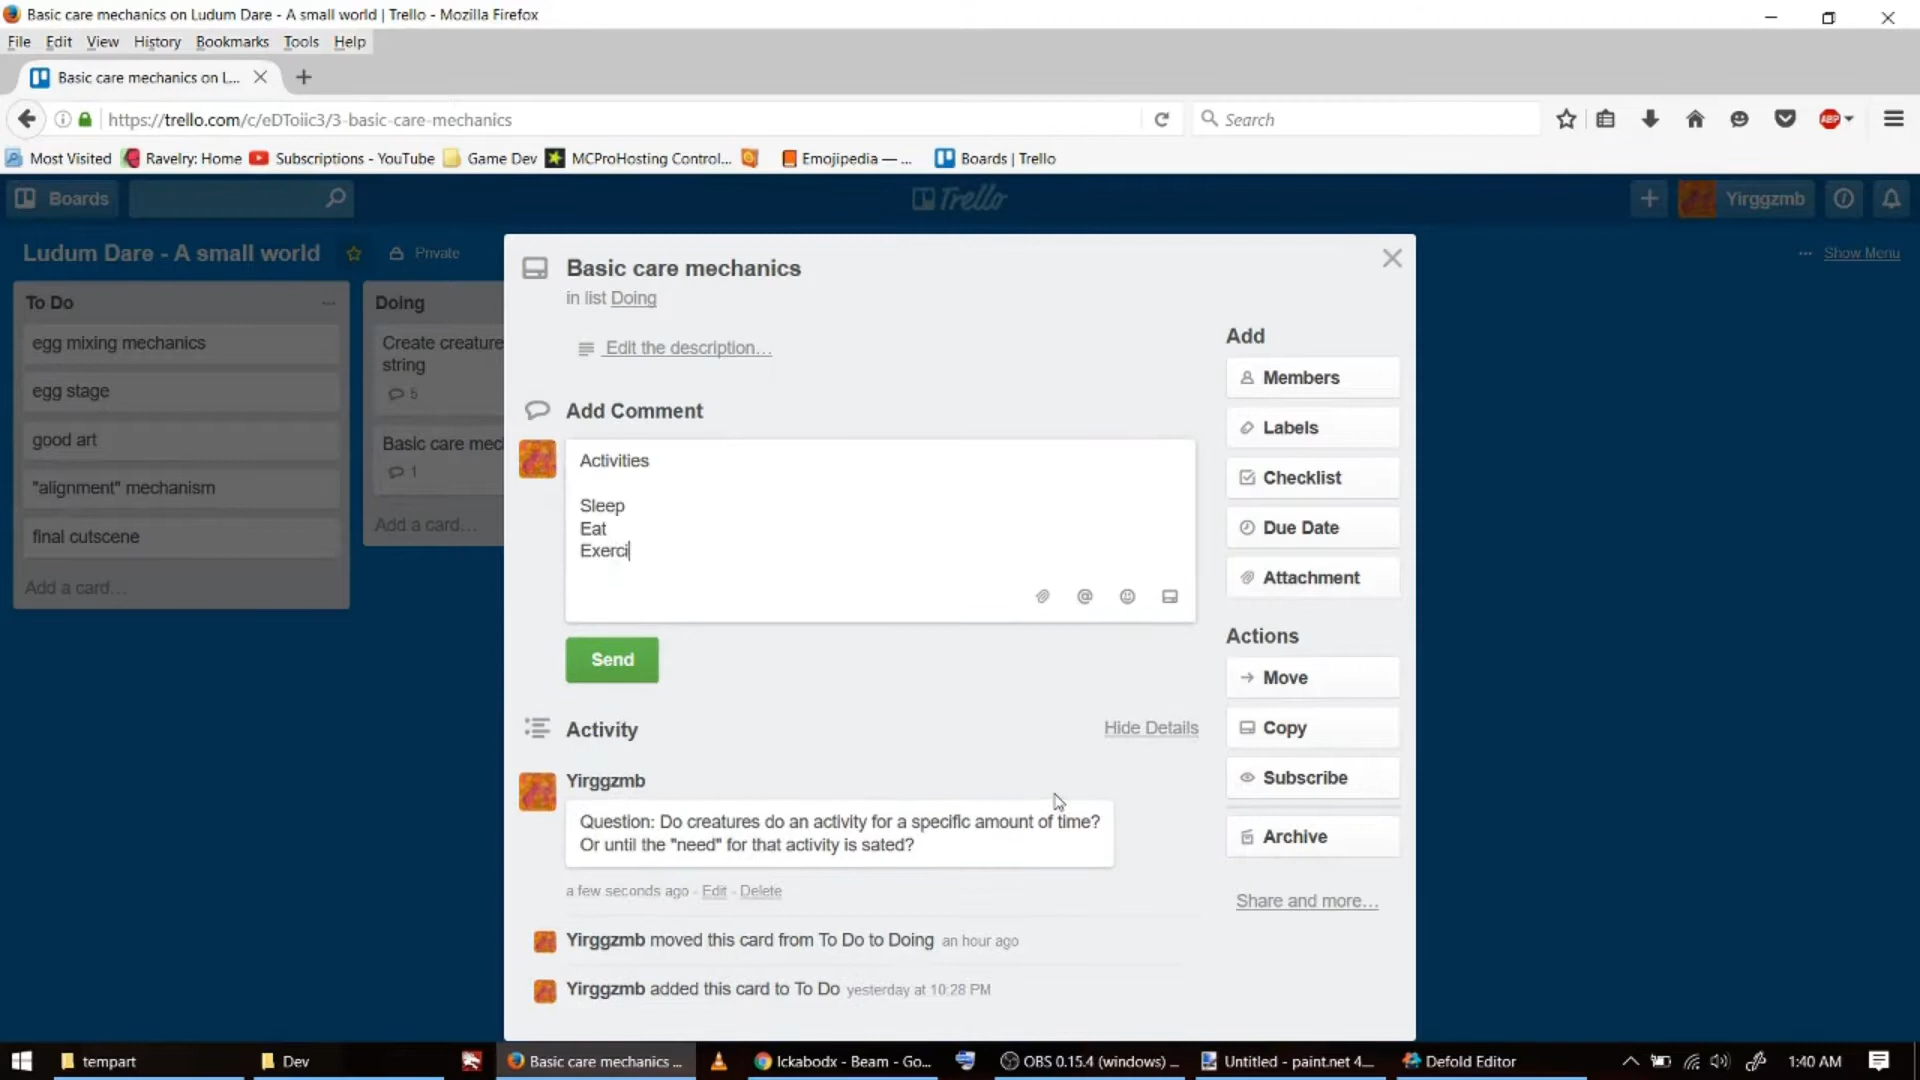 Basic care mechanics on Ludum Dare - A small world | Trello - Mozilla Firefox
File Edit View History Bookmarks Tools Help
Basic care mechanics on L...
https://trello.com/c/eDToiic3/3-basic-care-mechanics
Search
ABP
Most Visited
Ravelry: Home
Subscriptions - YouTube
Game Dev
MCProHosting Control...
Emojipedia — ...
Boards | Trello
Boards
Trello
Yirggzmb
Ludum Dare - A small world
Private
... Show Menu
To Do
...
egg mixing mechanics
egg stage
good art
"alignment" mechanism
final cutscene
Add a card...
Doing
Create creature
string
5
Basic care mec
1
Add a card...
Basic care mechanics
in list Doing
Edit the description...
Add Comment
Activities
Sleep
Eat
Exerci
@
Send
Activity
Hide Details
Yirggzmb
Question: Do creatures do an activity for a specific amount of time?
Or until the "need" for that activity is sated?
a few seconds ago - Edit - Delete
Yirggzmb moved this card from To Do to Doing an hour ago
Yirggzmb added this card to To Do yesterday at 10:28 PM
Add
Members
Labels
Checklist
Due Date
Attachment
Actions
Move
Copy
Subscribe
Archive
Share and more...
tempart
Dev
Basic care mechanics ...
Ickabodx - Beam - Go...
OBS 0.15.4 (windows) ...
Untitled - paint.net 4....
Defold Editor
1:40 AM